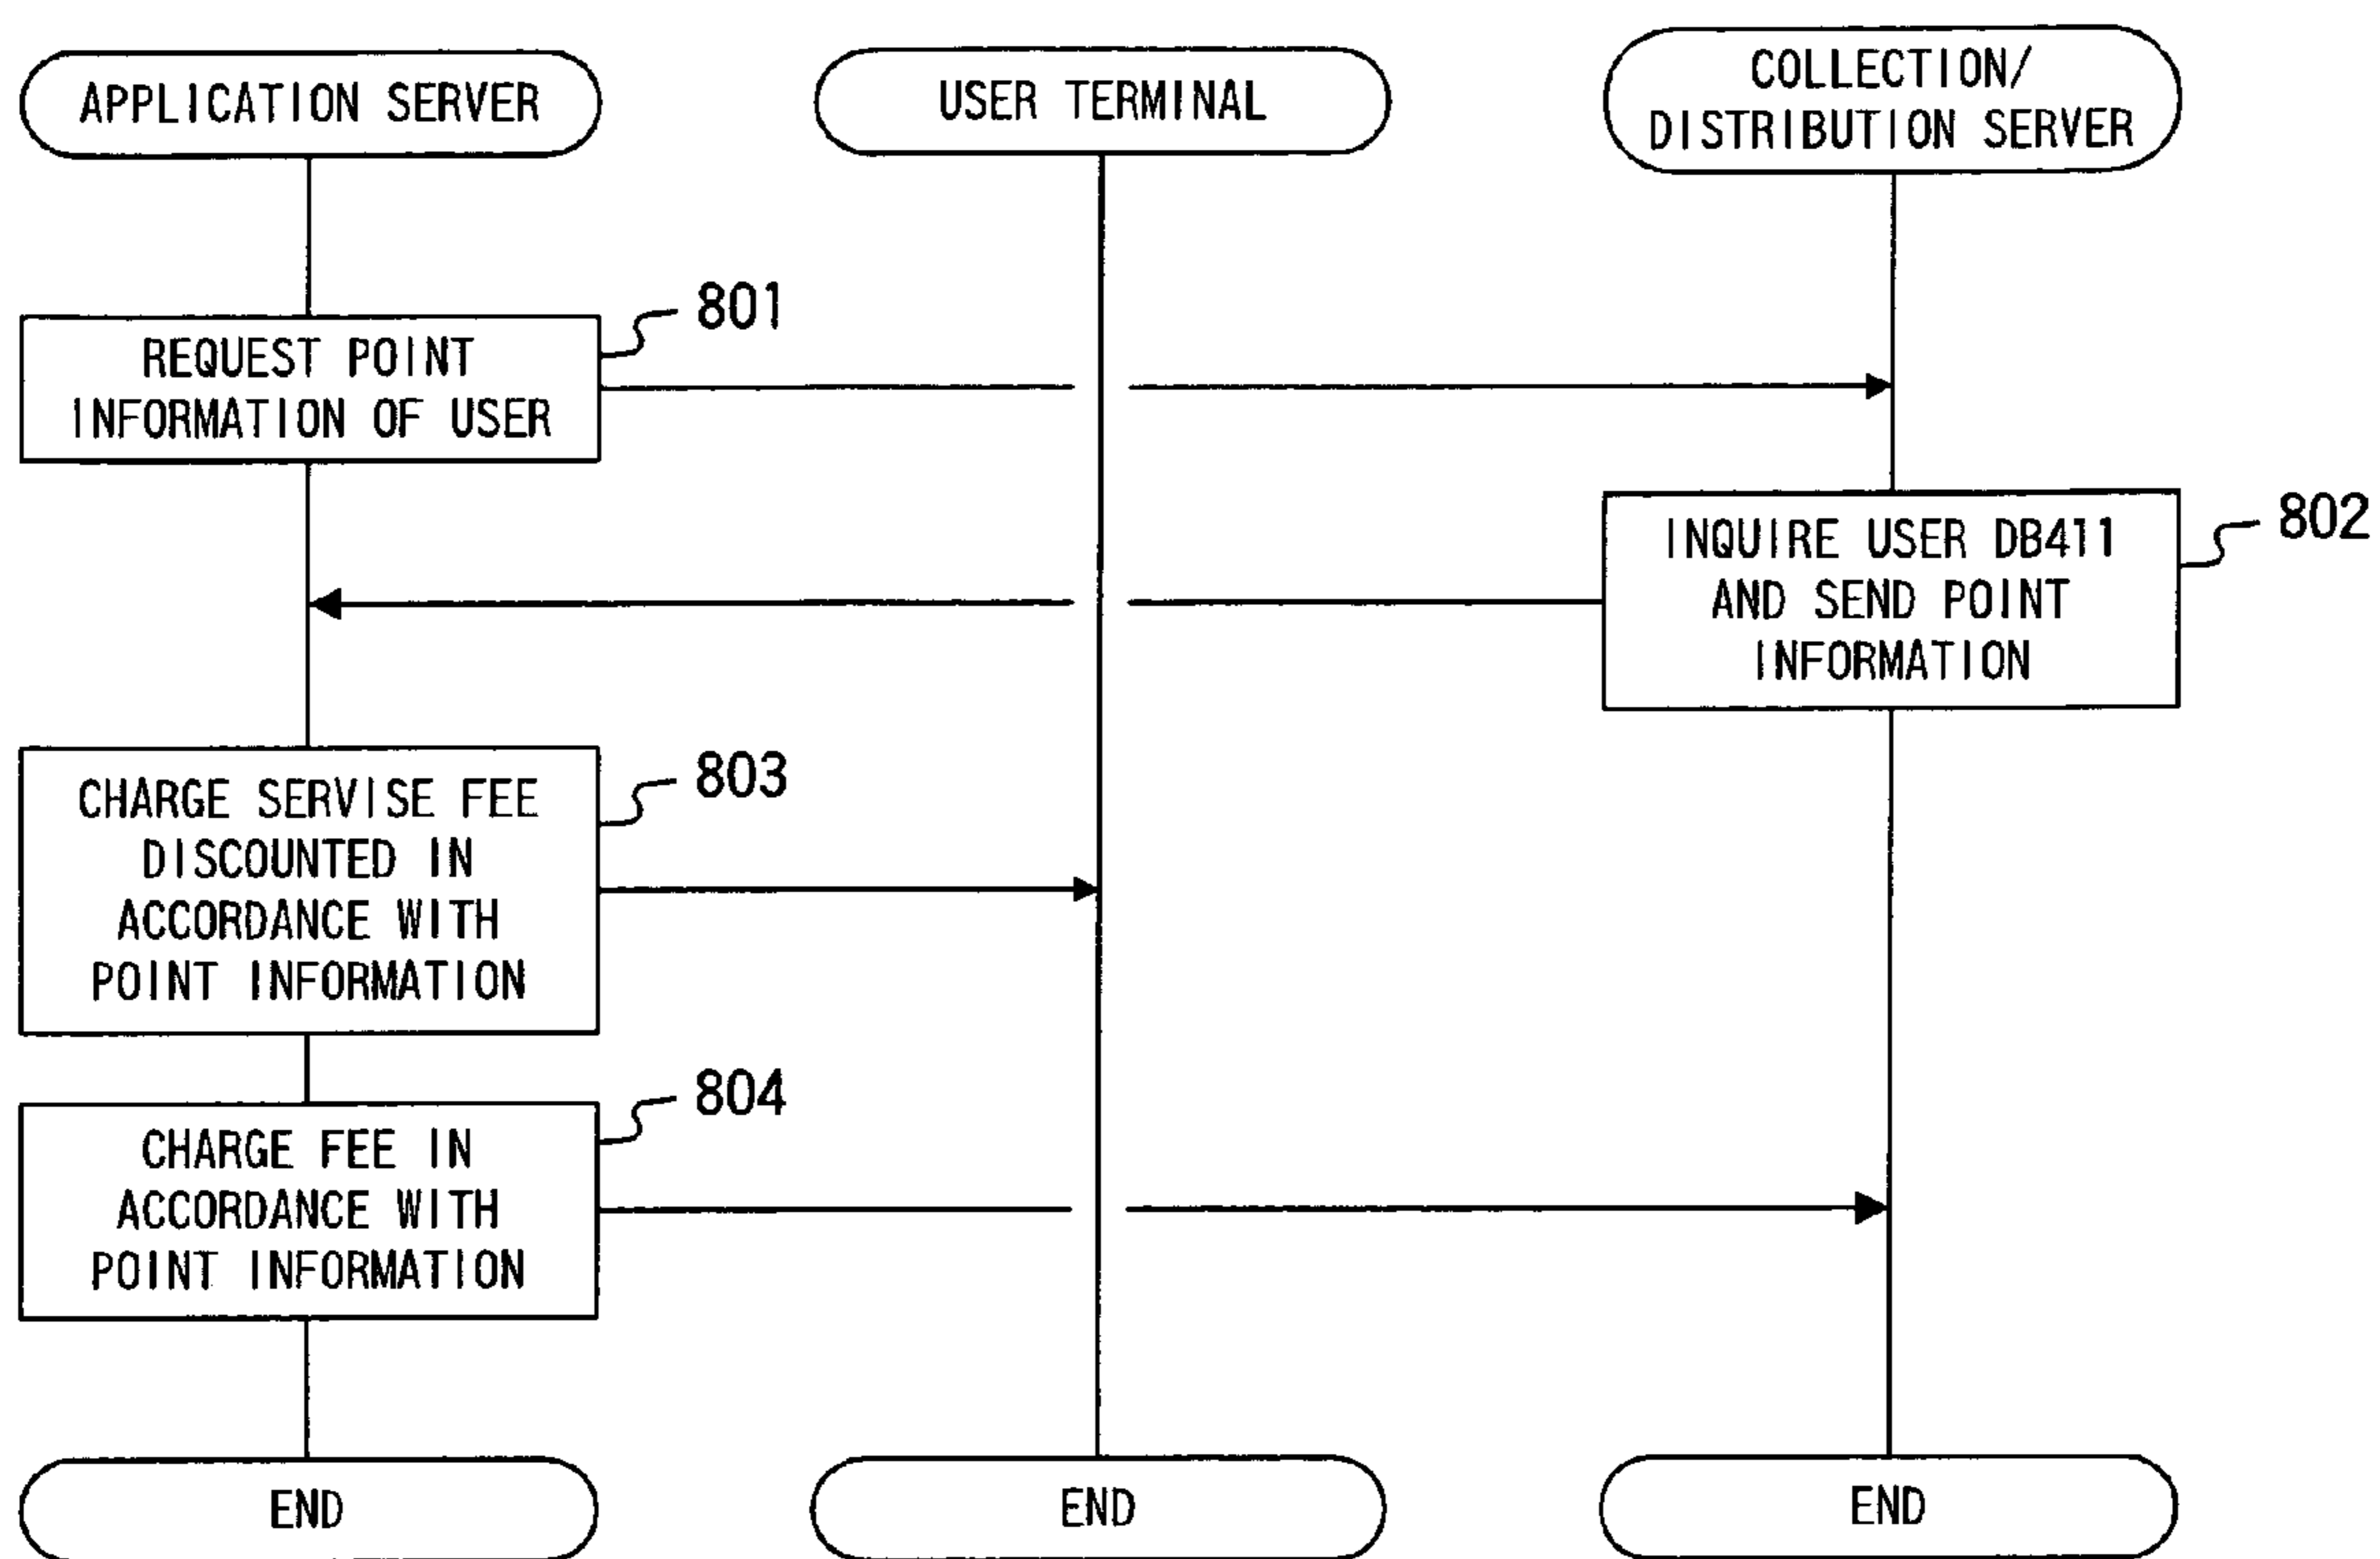 APPLICATION SERVER
USER TERMINAL
COLLECTION/
DISTRIBUTION SERVER
801
REQUEST POINT
INFORMATION OF USER
802
INQUIRE USER DB411
AND SEND POINT
INFORMATION
803
CHARGE SERVISE FEE
DISCOUNTED IN
ACCORDANCE WITH
POINT INFORMATION
804
CHARGE FEE IN
ACCORDANCE WITH
POINT INFORMATION
END
END
END